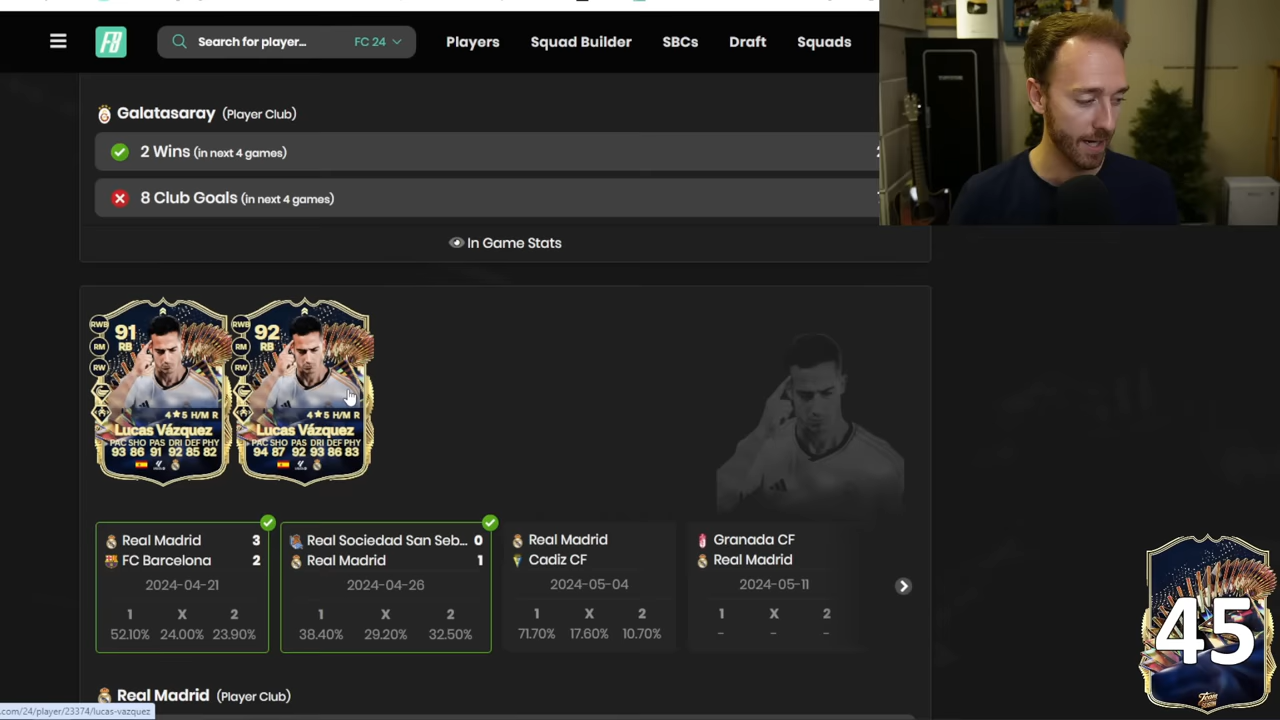 Search for player...
FC 24
Players
Squad Builder
SBCs
Draft
Squads
Galatasaray (Player Club)
2 Wins (in next 4 games)
8 Club Goals (in next 4 games)
In Game Stats
RWB 91 RB RM RW
4★5 H/M R
Lucas Vázquez
PAC SHO PAS DRI DEF PHY
93 86 91 92 85 82
RWB 92 RB RM RW
4★5 H/M R
Lucas Vázquez
PAC SHO PAS DRI DEF PHY
94 87 92 93 86 83
Real Madrid 3
FC Barcelona 2
2024-04-21
1 X 2
52.10% 24.00% 23.90%
Real Sociedad San Seb... 0
Real Madrid 1
2024-04-26
1 X 2
38.40% 29.20% 32.50%
Real Madrid
Cadiz CF
2024-05-04
1 X 2
71.70% 17.60% 10.70%
Granada CF
Real Madrid
2024-05-11
1 X 2
- - -
Real Madrid (Player Club)
.com/24/player/23374/lucas-vazquez
45